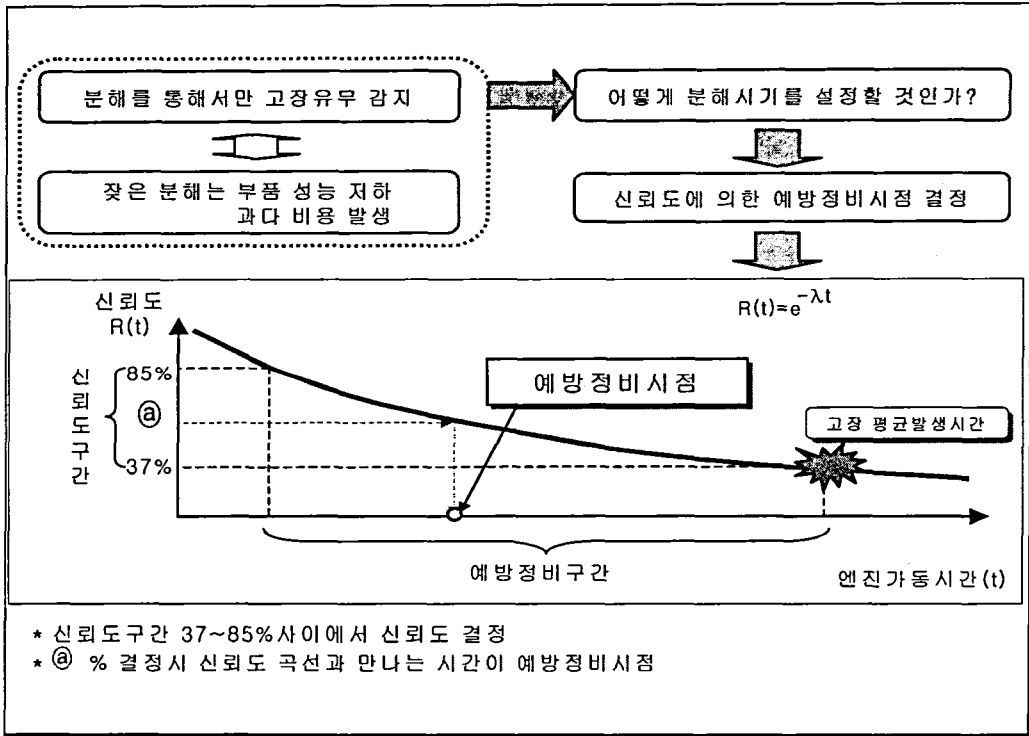 분해를 통해서만 고장유무 감지
잦은 분해는 부품 성능 저하
과다 비용 발생
어떻게 분해시기를 설정할 것인가?
신뢰도에 의한 예방정비시점 결정
R(t)=e^-λt
신뢰도
R(t)
신뢰도구간
85%
ⓐ
37%
예방정비시점
고장 평균발생시간
예방정비구간
엔진가동시간(t)
* 신뢰도구간 37~85%사이에서 신뢰도 결정
* ⓐ % 결정시 신뢰도 곡선과 만나는 시간이 예방정비시점